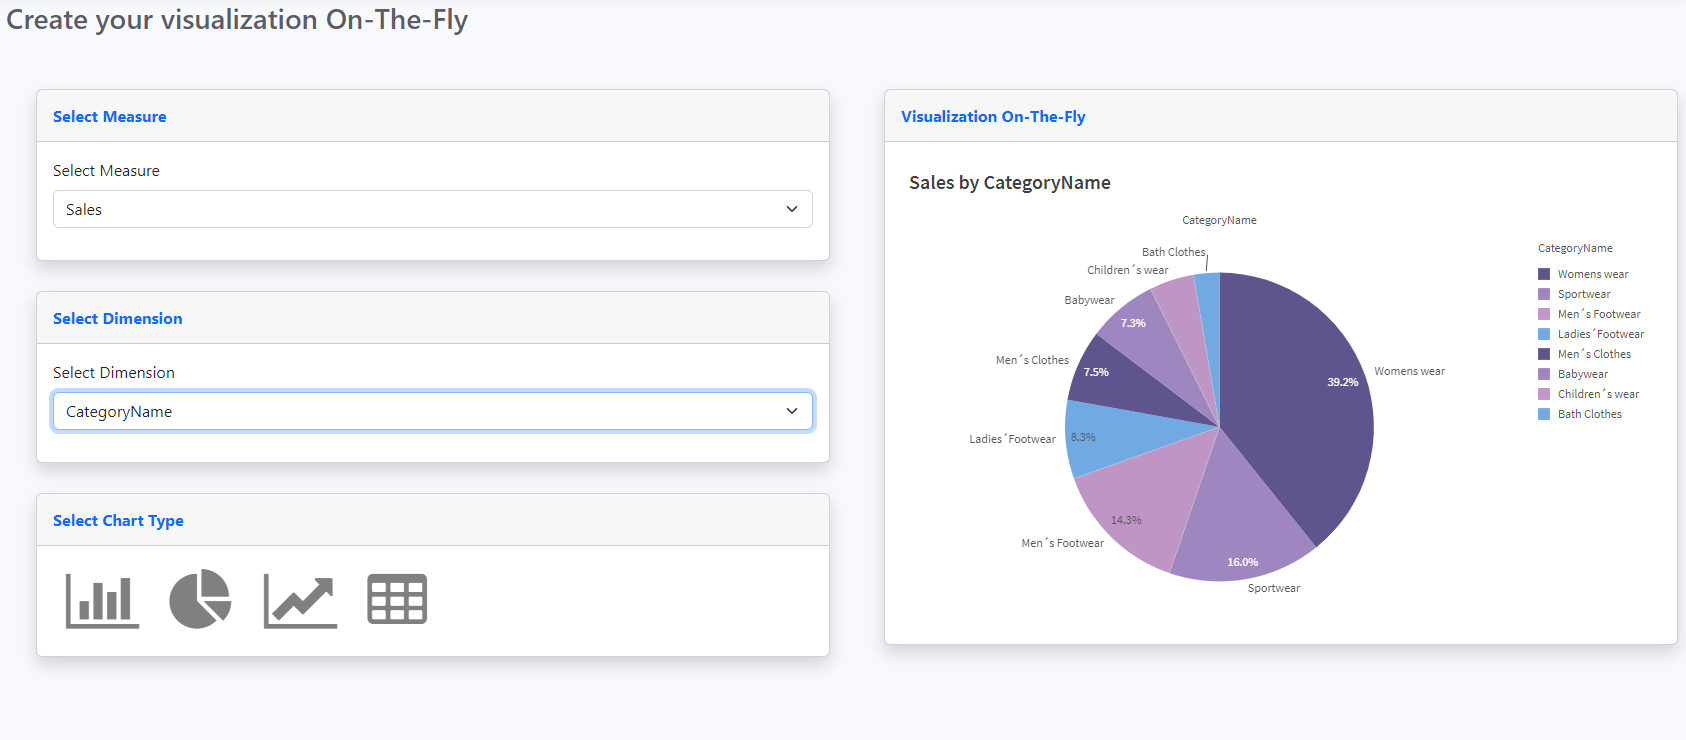 Create your visualization On-The-Fly
Select Measure
Select Measure
Sales
Select Dimension
Select Dimension
CategoryName
Select Chart Type
Visualization On-The-Fly
Sales by CategoryName
CategoryName
Bath Clothes
Children´s wear
Babywear
7.3%
Men´s Clothes
7.5%
Ladies´Footwear
8.3%
Men´s Footwear
14.3%
Sportwear
16.0%
Womens wear
39.2%
CategoryName
Womens wear
Sportwear
Men´s Footwear
Ladies´Footwear
Men´s Clothes
Babywear
Children´s wear
Bath Clothes